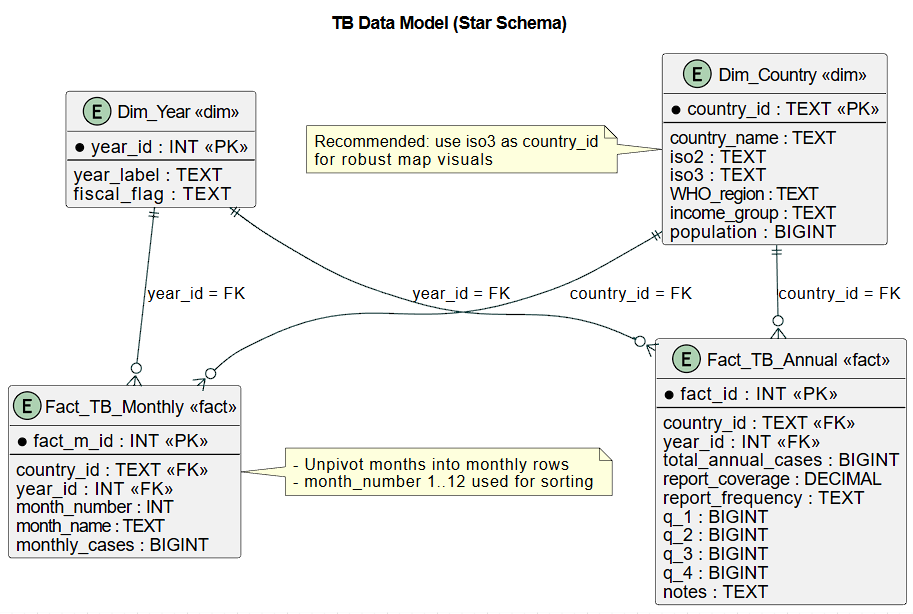 TB Data Model (Star Schema)
E Dim_Year «dim»
● year_id : INT «PK»
year_label : TEXT
fiscal_flag : TEXT
Recommended: use iso3 as country_id
for robust map visuals
E Dim_Country «dim»
● country_id : TEXT «PK»
country_name : TEXT
iso2 : TEXT
iso3 : TEXT
WHO_region : TEXT
income_group : TEXT
population : BIGINT
year_id = FK
year_id = FK
country_id = FK
country_id = FK
E Fact_TB_Monthly «fact»
● fact_m_id : INT «PK»
country_id : TEXT «FK»
year_id : INT «FK»
month_number : INT
month_name : TEXT
monthly_cases : BIGINT
- Unpivot months into monthly rows
- month_number 1..12 used for sorting
E Fact_TB_Annual «fact»
● fact_id : INT «PK»
country_id : TEXT «FK»
year_id : INT «FK»
total_annual_cases : BIGINT
report_coverage : DECIMAL
report_frequency : TEXT
q_1 : BIGINT
q_2 : BIGINT
q_3 : BIGINT
q_4 : BIGINT
notes : TEXT